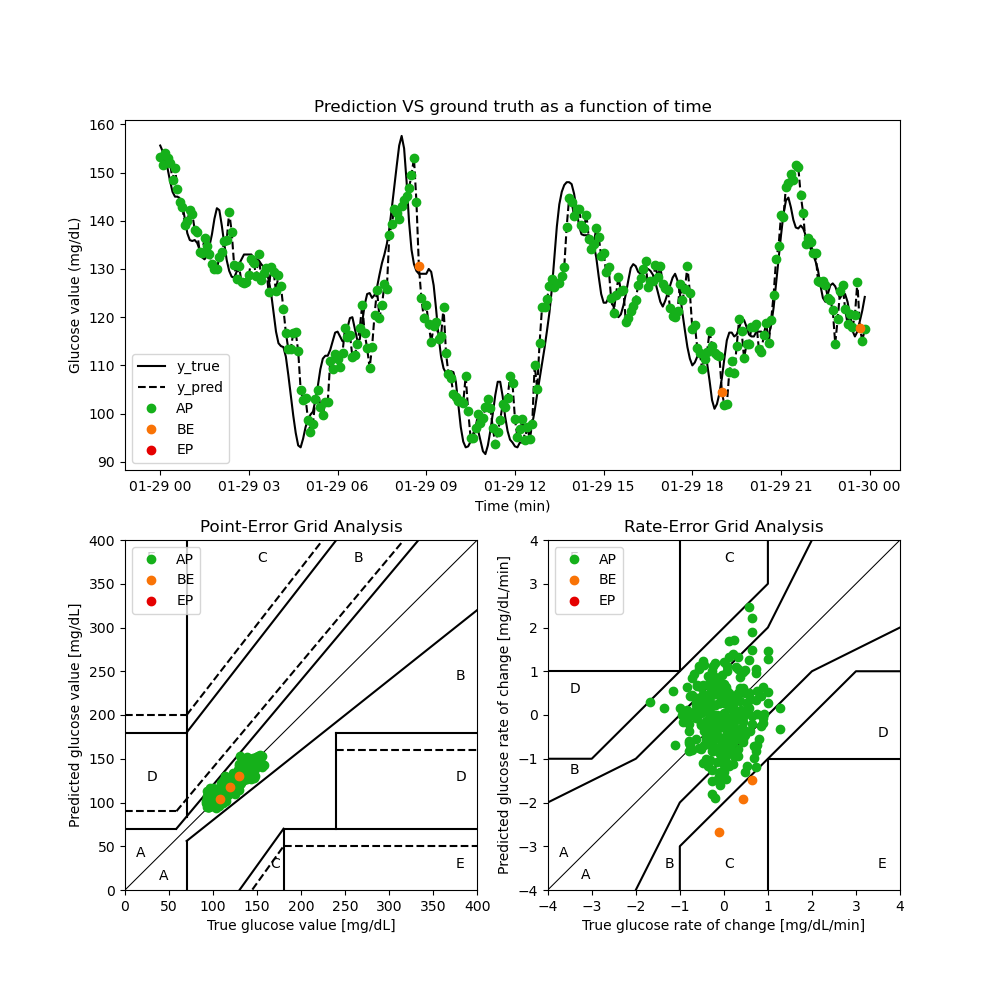 Prediction VS ground truth as a function of time
Glucose value (mg/dL)
160
150
140
130
120
110
100
90
y_true
y_pred
AP
BE
EP
01-29 00 01-29 03 01-29 06 01-29 09 01-29 12 01-29 15 01-29 18 01-29 21 01-30 00
Time (min)
Point-Error Grid Analysis
Predicted glucose value [mg/dL]
400
350
300
250
200
150
100
50
0
AP
BE
EP
C
B
B
D
D
A
A
C
E
0 50 100 150 200 250 300 350 400
True glucose value [mg/dL]
Rate-Error Grid Analysis
Predicted glucose rate of change [mg/dL/min]
4
3
2
1
0
−1
−2
−3
−4
AP
BE
EP
C
D
D
B
A
A
B
C
E
−4 −3 −2 −1 0 1 2 3 4
True glucose rate of change [mg/dL/min]